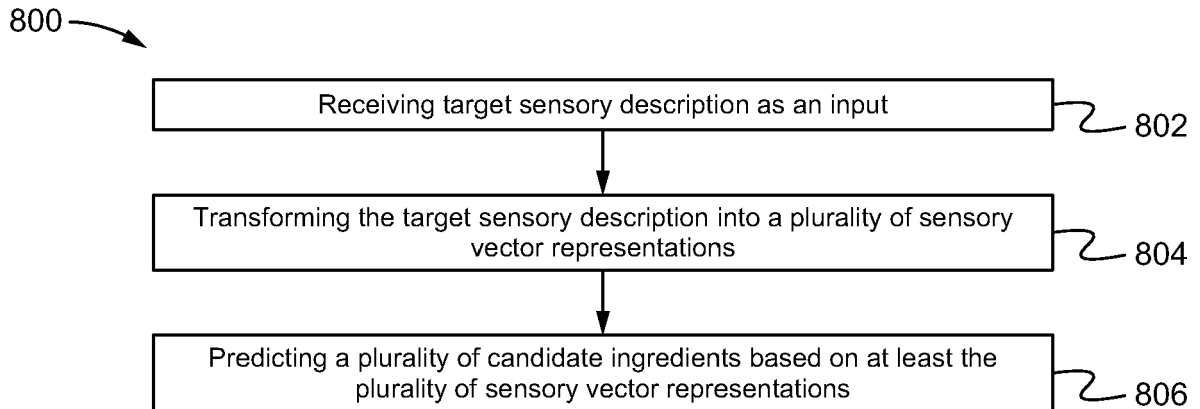 800
Receiving target sensory description as an input
802
Transforming the target sensory description into a plurality of sensory
vector representations
804
Predicting a plurality of candidate ingredients based on at least the
plurality of sensory vector representations
806